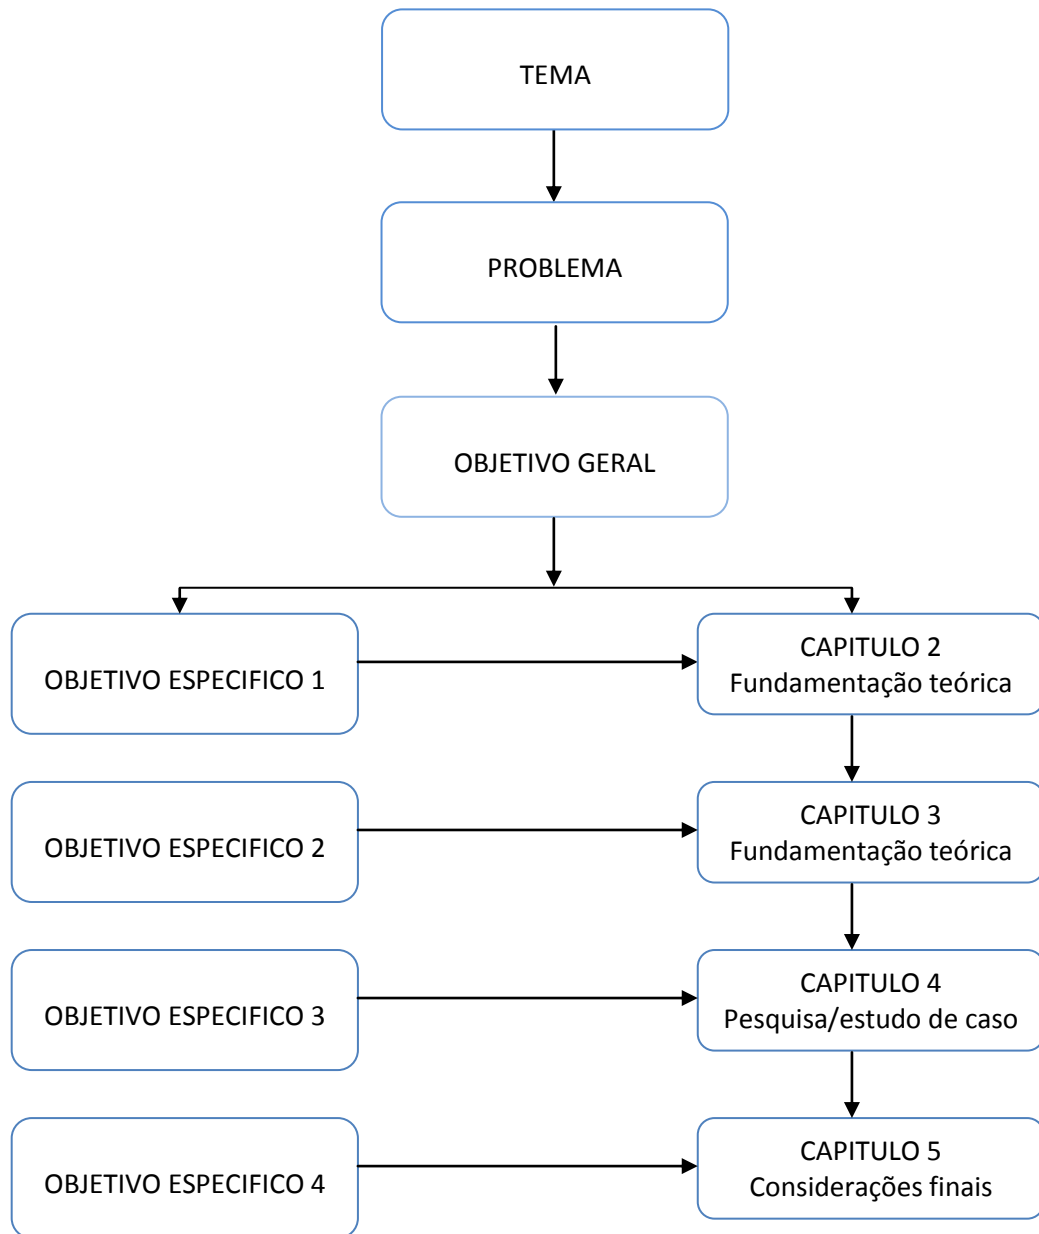 TEMA
PROBLEMA
OBJETIVO GERAL
OBJETIVO ESPECIFICO 1
CAPITULO 2
Fundamentação teórica
OBJETIVO ESPECIFICO 2
CAPITULO 3
Fundamentação teórica
OBJETIVO ESPECIFICO 3
CAPITULO 4
Pesquisa/estudo de caso
OBJETIVO ESPECIFICO 4
CAPITULO 5
Considerações finais